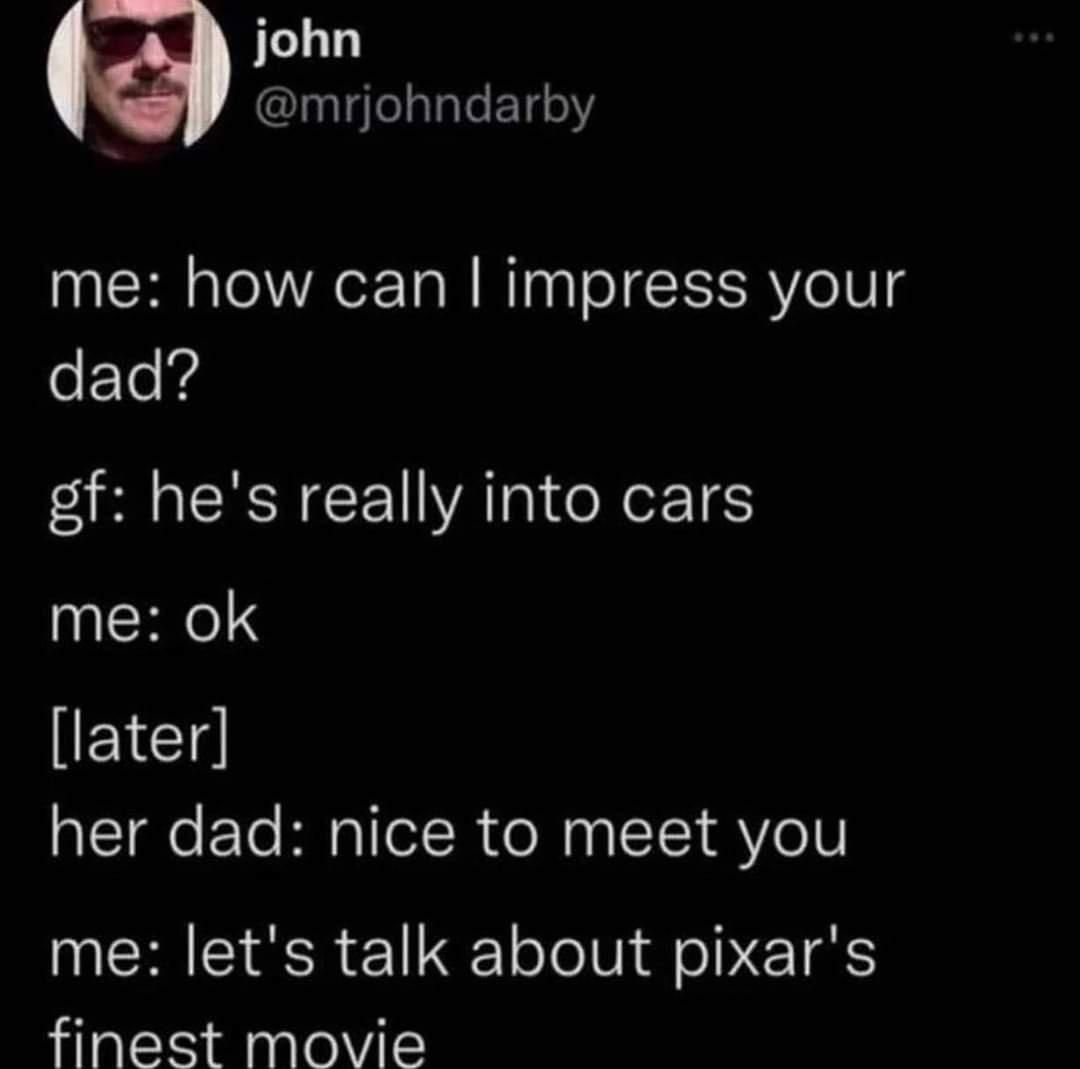 john
@mrjohndarby
me: how can I impress your
dad?
gf: he's really into cars
me: ok
[later]
her dad: nice to meet you
me: let's talk about pixar's
finest movie